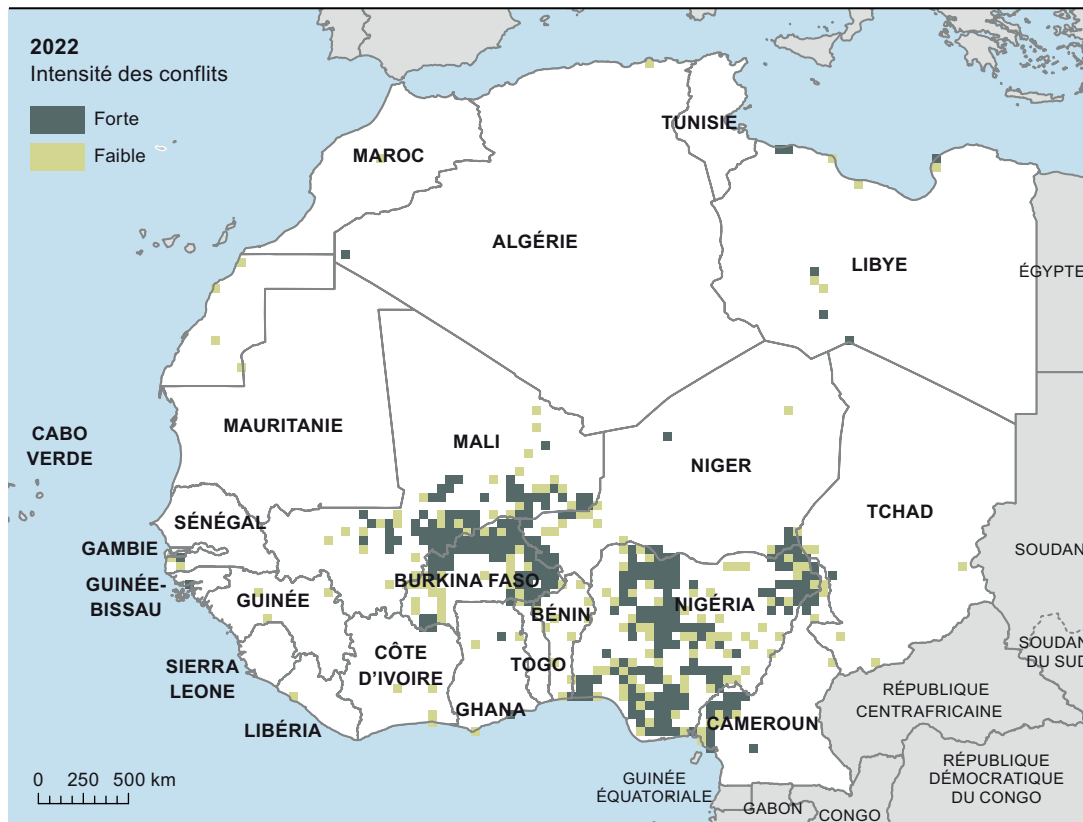 2022
Intensité des conflits
Forte
Faible
TUNISIE
MAROC
ALGÉRIE
LIBYE
ÉGYPTE
MAURITANIE
CABO
VERDE
MALI
NIGER
TCHAD
SÉNÉGAL
GAMBIE
SOUDAN
GUINÉE-
BISSAU
GUINÉE
BURKINA FASO
BÉNIN
NIGÉRIA
SIERRA
LEONE
CÔTE
D'IVOIRE
TOGO
SOUDAN
DU SUD
RÉPUBLIQUE
CENTRAFRICAINE
LIBÉRIA
GHANA
CAMEROUN
0 250 500 km
GUINÉE
ÉQUATORIALE
GABON
CONGO
RÉPUBLIQUE
DÉMOCRATIQUE
DU CONGO